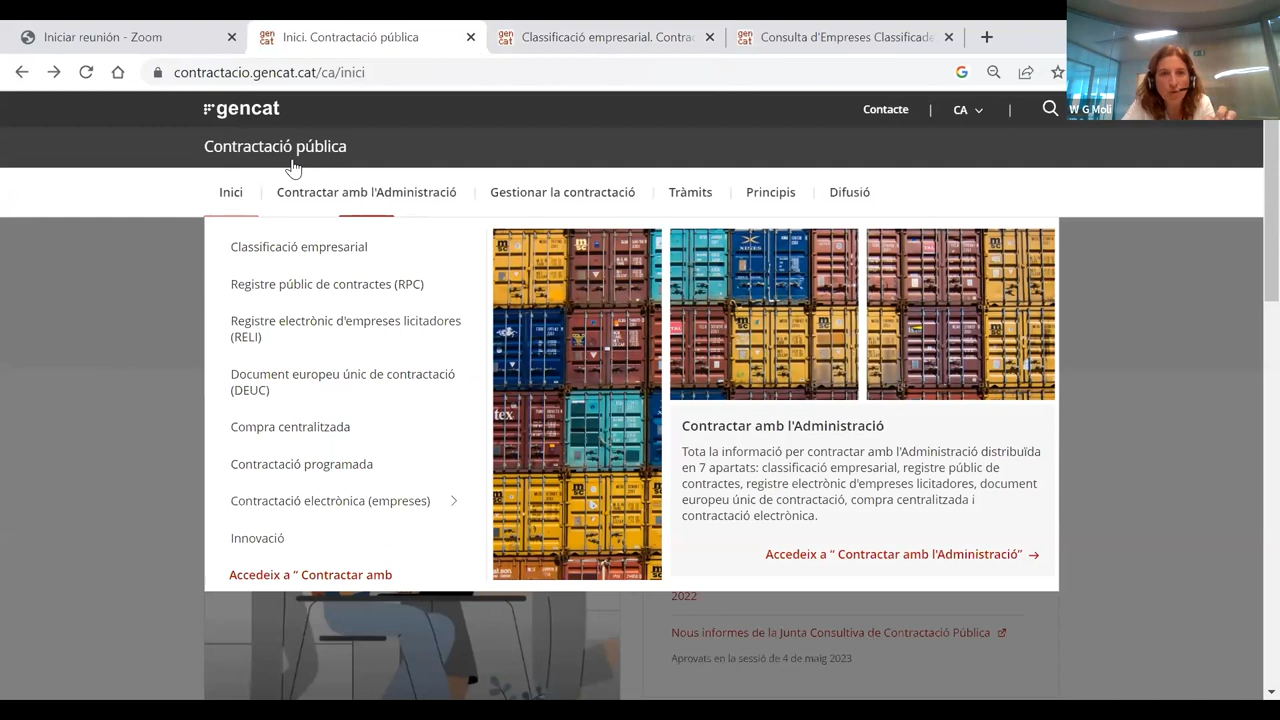 Iniciar reunión - Zoom
Inici. Contractació pública
Classificació empresarial. Contrac
Consulta d'Empreses Classificade
contractacio.gencat.cat/ca/inici
W G Moli
gencat
Contacte
CA
Contractació pública
Inici
Contractar amb l'Administració
Gestionar la contractació
Tràmits
Principis
Difusió
Classificació empresarial
Registre públic de contractes (RPC)
Registre electrònic d'empreses licitadores
(RELI)
Document europeu únic de contractació
(DEUC)
Compra centralitzada
Contractació programada
Contractació electrònica (empreses)
Innovació
Accedeix a “ Contractar amb
Contractar amb l'Administració
Tota la informació per contractar amb l'Administració distribuïda
en 7 apartats: classificació empresarial, registre públic de
contractes, registre electrònic d'empreses licitadores, document
europeu únic de contractació, compra centralitzada i
contractació electrònica.
Accedeix a “ Contractar amb l'Administració”
2022
Nous informes de la Junta Consultiva de Contractació Pública
Aprovats en la sessió de 4 de maig 2023